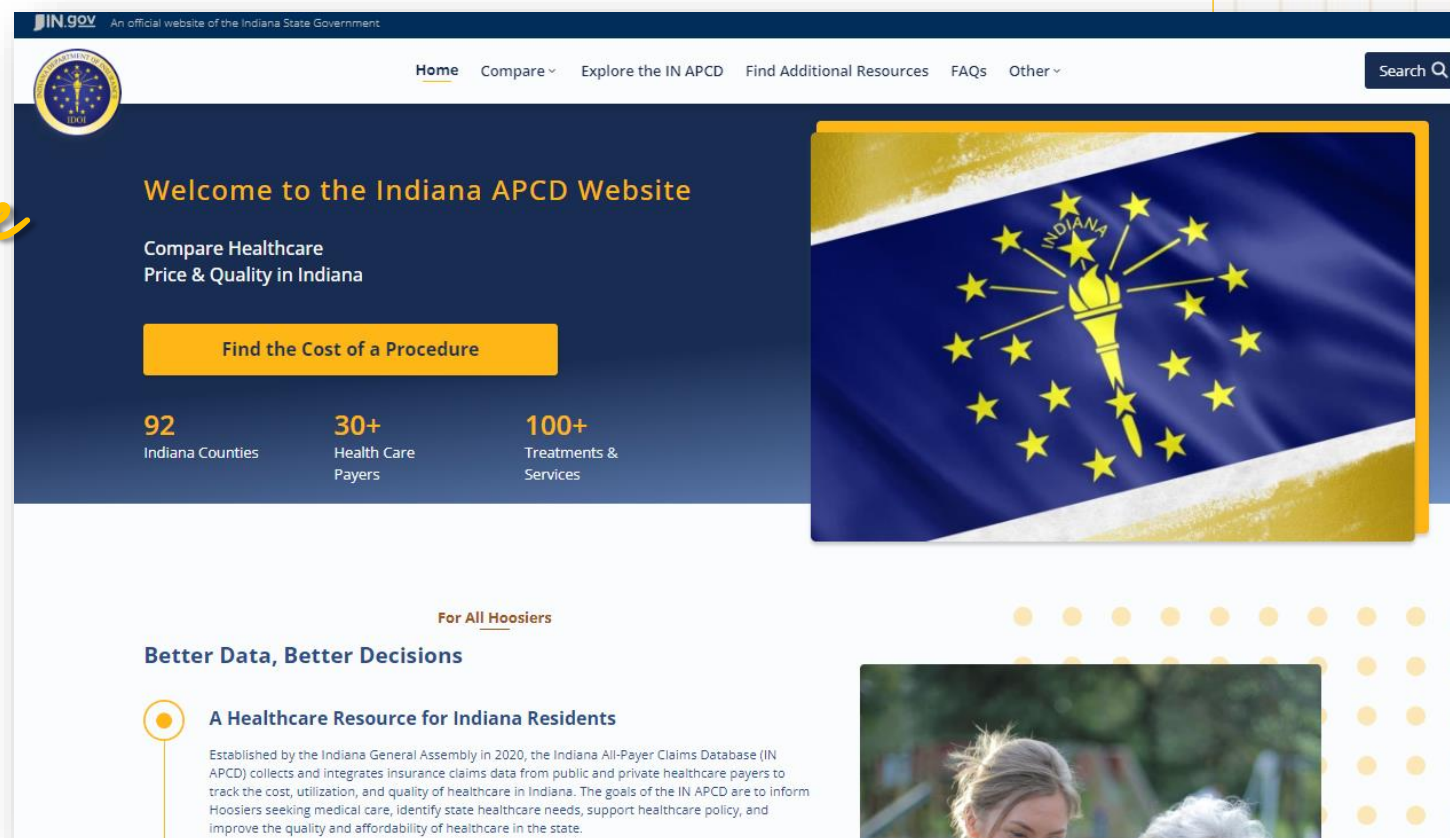 IN.gov An official website of the Indiana State Government
INDIANA DEPARTMENT OF INSURANCE
IDOI
Home Compare Explore the IN APCD Find Additional Resources FAQs Other Search
Welcome to the Indiana APCD Website
Compare Healthcare
Price & Quality in Indiana
Find the Cost of a Procedure
92 30+ 100+
Indiana Counties Health Care Treatments &
Payers Services
INDIANA
For All Hoosiers
Better Data, Better Decisions
A Healthcare Resource for Indiana Residents
Established by the Indiana General Assembly in 2020, the Indiana All-Payer Claims Database (IN
APCD) collects and integrates insurance claims data from public and private healthcare payers to
track the cost, utilization, and quality of healthcare in Indiana. The goals of the IN APCD are to inform
Hoosiers seeking medical care, identify state healthcare needs, support healthcare policy, and
improve the quality and affordability of healthcare in the state.